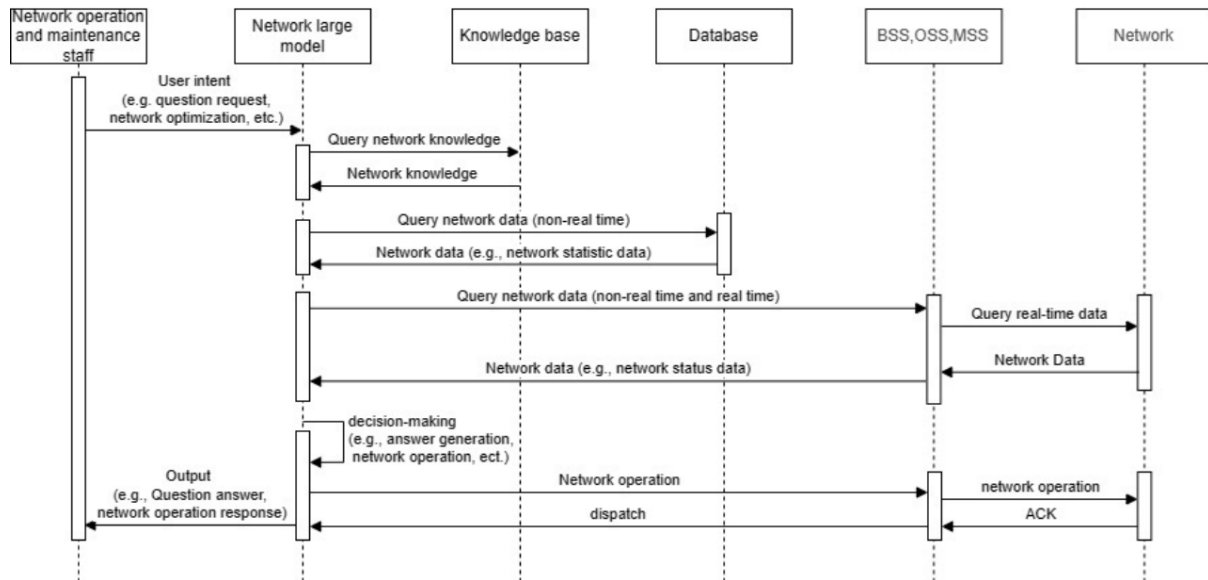 Network operation
and maintenance
staff
Network large
model
Knowledge base
Database
BSS,OSS,MSS
Network
User intent
(e.g. question request,
network optimization, etc.)
Query network knowledge
Network knowledge
Query network data (non-real time)
Network data (e.g., network statistic data)
Query network data (non-real time and real time)
Query real-time data
Network Data
Network data (e.g., network status data)
decision-making
(e.g., answer generation,
network operation, ect.)
Output
(e.g., Question answer,
network operation response)
Network operation
network operation
dispatch
ACK